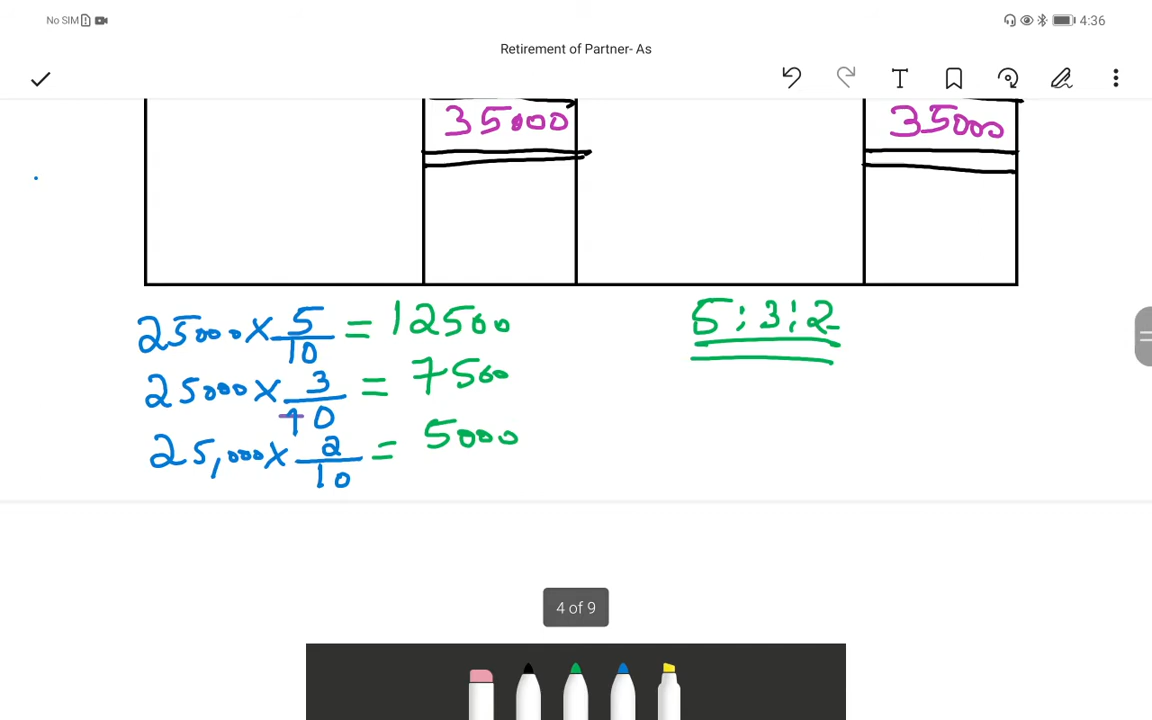 No SIM 4:36
Retirement of Partner- As
T
35000 35000
25000 × 5/10 = 12500 5:3:2
25000 × 3/10 = 7500
25,000 × 2/10 = 5000
4 of 9